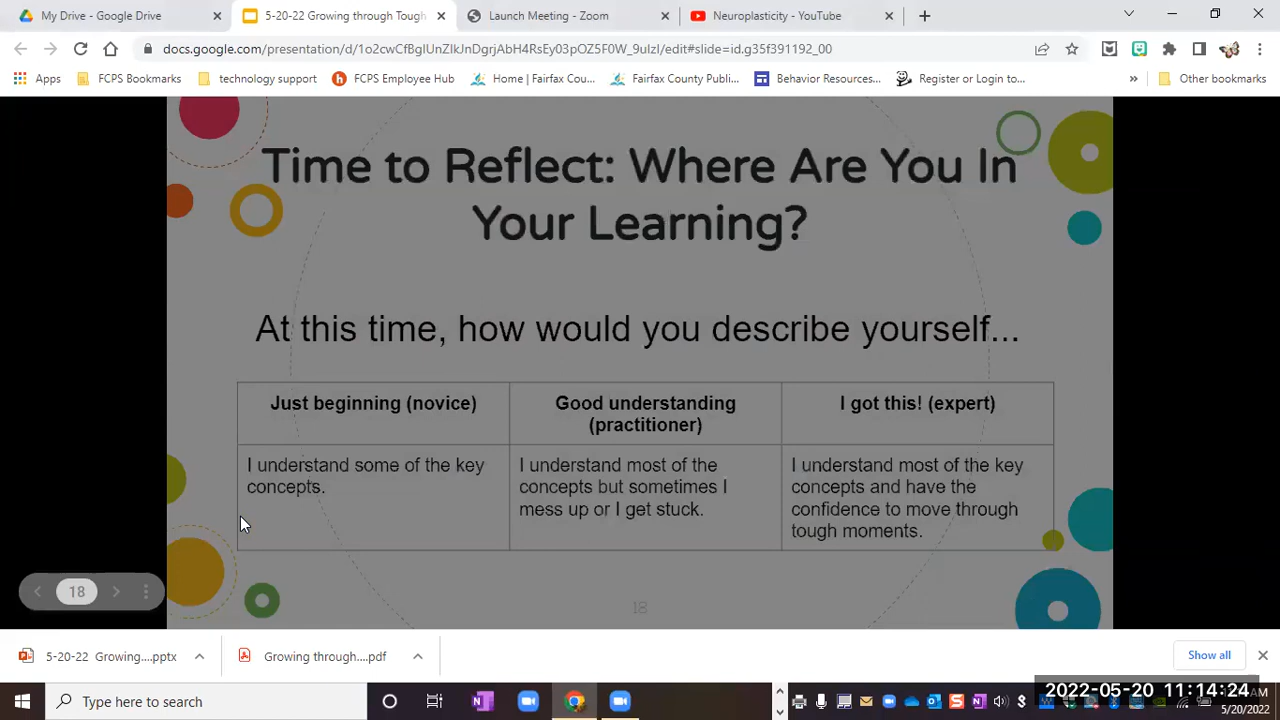 My Drive - Google Drive
5-20-22 Growing through Tough
Launch Meeting - Zoom
Neuroplasticity - YouTube
docs.google.com/presentation/d/1o2cwCfBglUnZIkJnDgrjAbH4RsEy03pOZ5F0W_9ulzI/edit#slide=id.g35f391192_00
Apps
FCPS Bookmarks
technology support
FCPS Employee Hub
Home | Fairfax Cou...
Fairfax County Publi...
Behavior Resources...
Register or Login to...
»
Other bookmarks
Time to Reflect: Where Are You In
Your Learning?
At this time, how would you describe yourself...
Just beginning (novice)
Good understanding
(practitioner)
I got this! (expert)
I understand some of the key
concepts.
I understand most of the
concepts but sometimes I
mess up or I get stuck.
I understand most of the key
concepts and have the
confidence to move through
tough moments.
18
18
5-20-22 Growing....pptx
Growing through....pdf
Show all
Type here to search
2022-05-20 11:14:24
5/20/2022